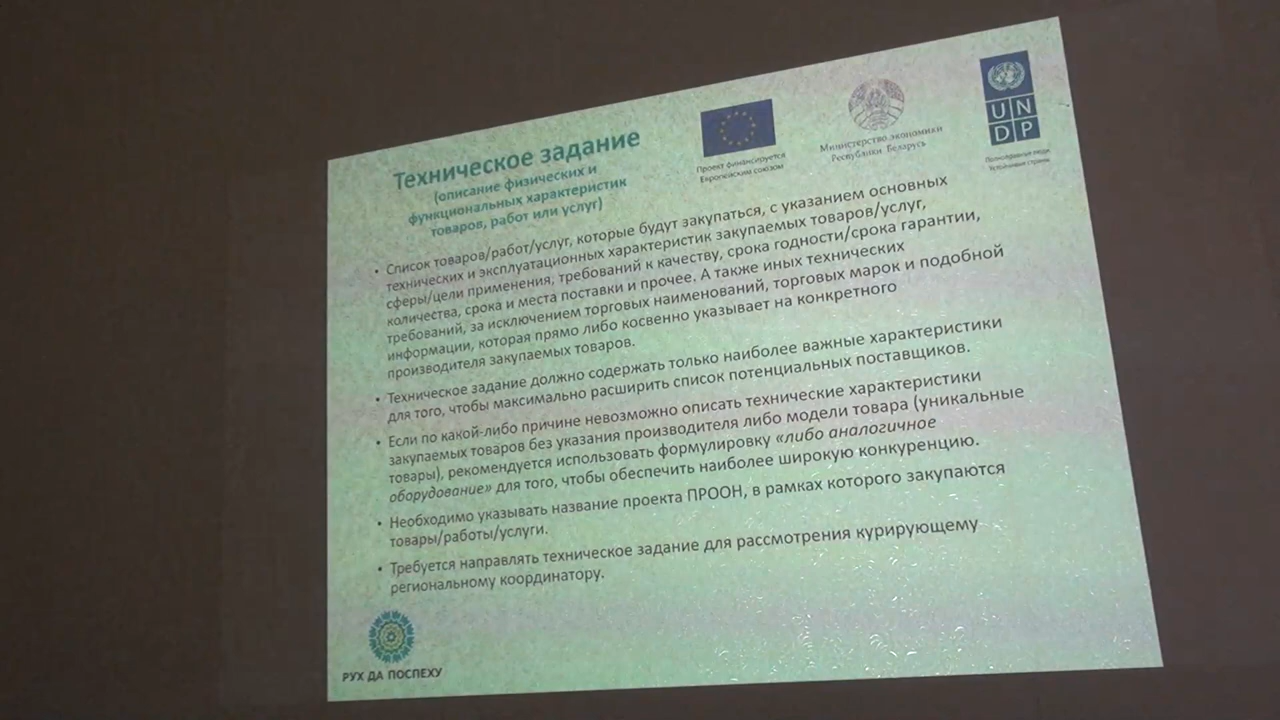 Техническое задание
(описание физических и
функциональных характеристик
товаров, работ или услуг)
Проект финансируется
Европейским союзом
Министерство экономики
Республики Беларусь
UN
DP
Полноправные люди.
Устойчивые страны.
• Список товаров/работ/услуг, которые будут закупаться, с указанием основных
технических и эксплуатационных характеристик закупаемых товаров/услуг,
сферы/цели применения, требований к качеству, срока годности/срока гарантии,
количества, срока и места поставки и прочее. А также иных технических
требований, за исключением торговых наименований, торговых марок и подобной
информации, которая прямо либо косвенно указывает на конкретного
производителя закупаемых товаров.
• Техническое задание должно содержать только наиболее важные характеристики
для того, чтобы максимально расширить список потенциальных поставщиков.
• Если по какой-либо причине невозможно описать технические характеристики
закупаемых товаров без указания производителя либо модели товара (уникальные
товары), рекомендуется использовать формулировку «либо аналогичное
оборудование» для того, чтобы обеспечить наиболее широкую конкуренцию.
• Необходимо указывать название проекта ПРООН, в рамках которого закупаются
товары/работы/услуги.
• Требуется направлять техническое задание для рассмотрения курирующему
региональному координатору.
РУХ ДА ПОСПЕХУ